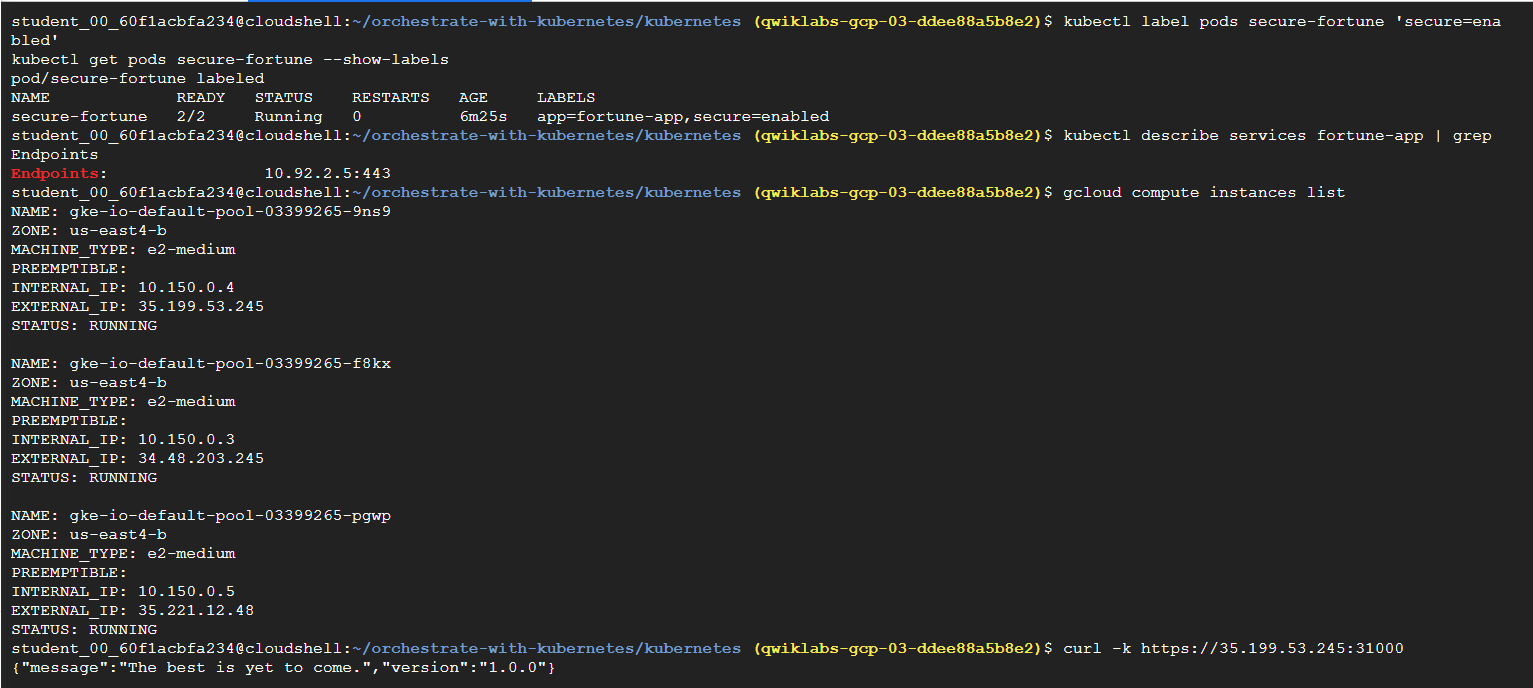 student_00_60f1acbfa234@cloudshell:~/orchestrate-with-kubernetes/kubernetes (qwiklabs-gcp-03-ddee88a5b8e2)$ kubectl label pods secure-fortune 'secure=ena
bled'
kubectl get pods secure-fortune --show-labels
pod/secure-fortune labeled
NAME             READY   STATUS    RESTARTS   AGE     LABELS
secure-fortune   2/2     Running   0          6m25s   app=fortune-app,secure=enabled
student_00_60f1acbfa234@cloudshell:~/orchestrate-with-kubernetes/kubernetes (qwiklabs-gcp-03-ddee88a5b8e2)$ kubectl describe services fortune-app | grep
Endpoints
Endpoints:                10.92.2.5:443
student_00_60f1acbfa234@cloudshell:~/orchestrate-with-kubernetes/kubernetes (qwiklabs-gcp-03-ddee88a5b8e2)$ gcloud compute instances list
NAME: gke-io-default-pool-03399265-9ns9
ZONE: us-east4-b
MACHINE_TYPE: e2-medium
PREEMPTIBLE:
INTERNAL_IP: 10.150.0.4
EXTERNAL_IP: 35.199.53.245
STATUS: RUNNING

NAME: gke-io-default-pool-03399265-f8kx
ZONE: us-east4-b
MACHINE_TYPE: e2-medium
PREEMPTIBLE:
INTERNAL_IP: 10.150.0.3
EXTERNAL_IP: 34.48.203.245
STATUS: RUNNING

NAME: gke-io-default-pool-03399265-pgwp
ZONE: us-east4-b
MACHINE_TYPE: e2-medium
PREEMPTIBLE:
INTERNAL_IP: 10.150.0.5
EXTERNAL_IP: 35.221.12.48
STATUS: RUNNING
student_00_60f1acbfa234@cloudshell:~/orchestrate-with-kubernetes/kubernetes (qwiklabs-gcp-03-ddee88a5b8e2)$ curl -k https://35.199.53.245:31000
{"message":"The best is yet to come.","version":"1.0.0"}